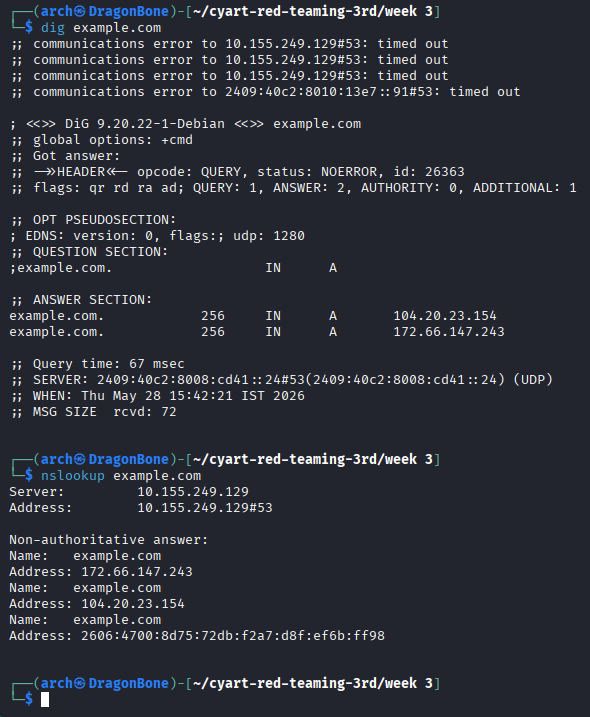 ┌──(arch㉿DragonBone)-[~/cyart-red-teaming-3rd/week 3]
└─$ dig example.com
;; communications error to 10.155.249.129#53: timed out
;; communications error to 10.155.249.129#53: timed out
;; communications error to 10.155.249.129#53: timed out
;; communications error to 2409:40c2:8010:13e7::91#53: timed out

; <<>> DiG 9.20.22-1-Debian <<>> example.com
;; global options: +cmd
;; Got answer:
;; ->>HEADER<<- opcode: QUERY, status: NOERROR, id: 26363
;; flags: qr rd ra ad; QUERY: 1, ANSWER: 2, AUTHORITY: 0, ADDITIONAL: 1

;; OPT PSEUDOSECTION:
; EDNS: version: 0, flags:; udp: 1280
;; QUESTION SECTION:
;example.com.                   IN      A

;; ANSWER SECTION:
example.com.            256     IN      A       104.20.23.154
example.com.            256     IN      A       172.66.147.243

;; Query time: 67 msec
;; SERVER: 2409:40c2:8008:cd41::24#53(2409:40c2:8008:cd41::24) (UDP)
;; WHEN: Thu May 28 15:42:21 IST 2026
;; MSG SIZE  rcvd: 72

┌──(arch㉿DragonBone)-[~/cyart-red-teaming-3rd/week 3]
└─$ nslookup example.com
Server:         10.155.249.129
Address:        10.155.249.129#53

Non-authoritative answer:
Name:   example.com
Address: 172.66.147.243
Name:   example.com
Address: 104.20.23.154
Name:   example.com
Address: 2606:4700:8d75:72db:f2a7:d8f:ef6b:ff98

┌──(arch㉿DragonBone)-[~/cyart-red-teaming-3rd/week 3]
└─$